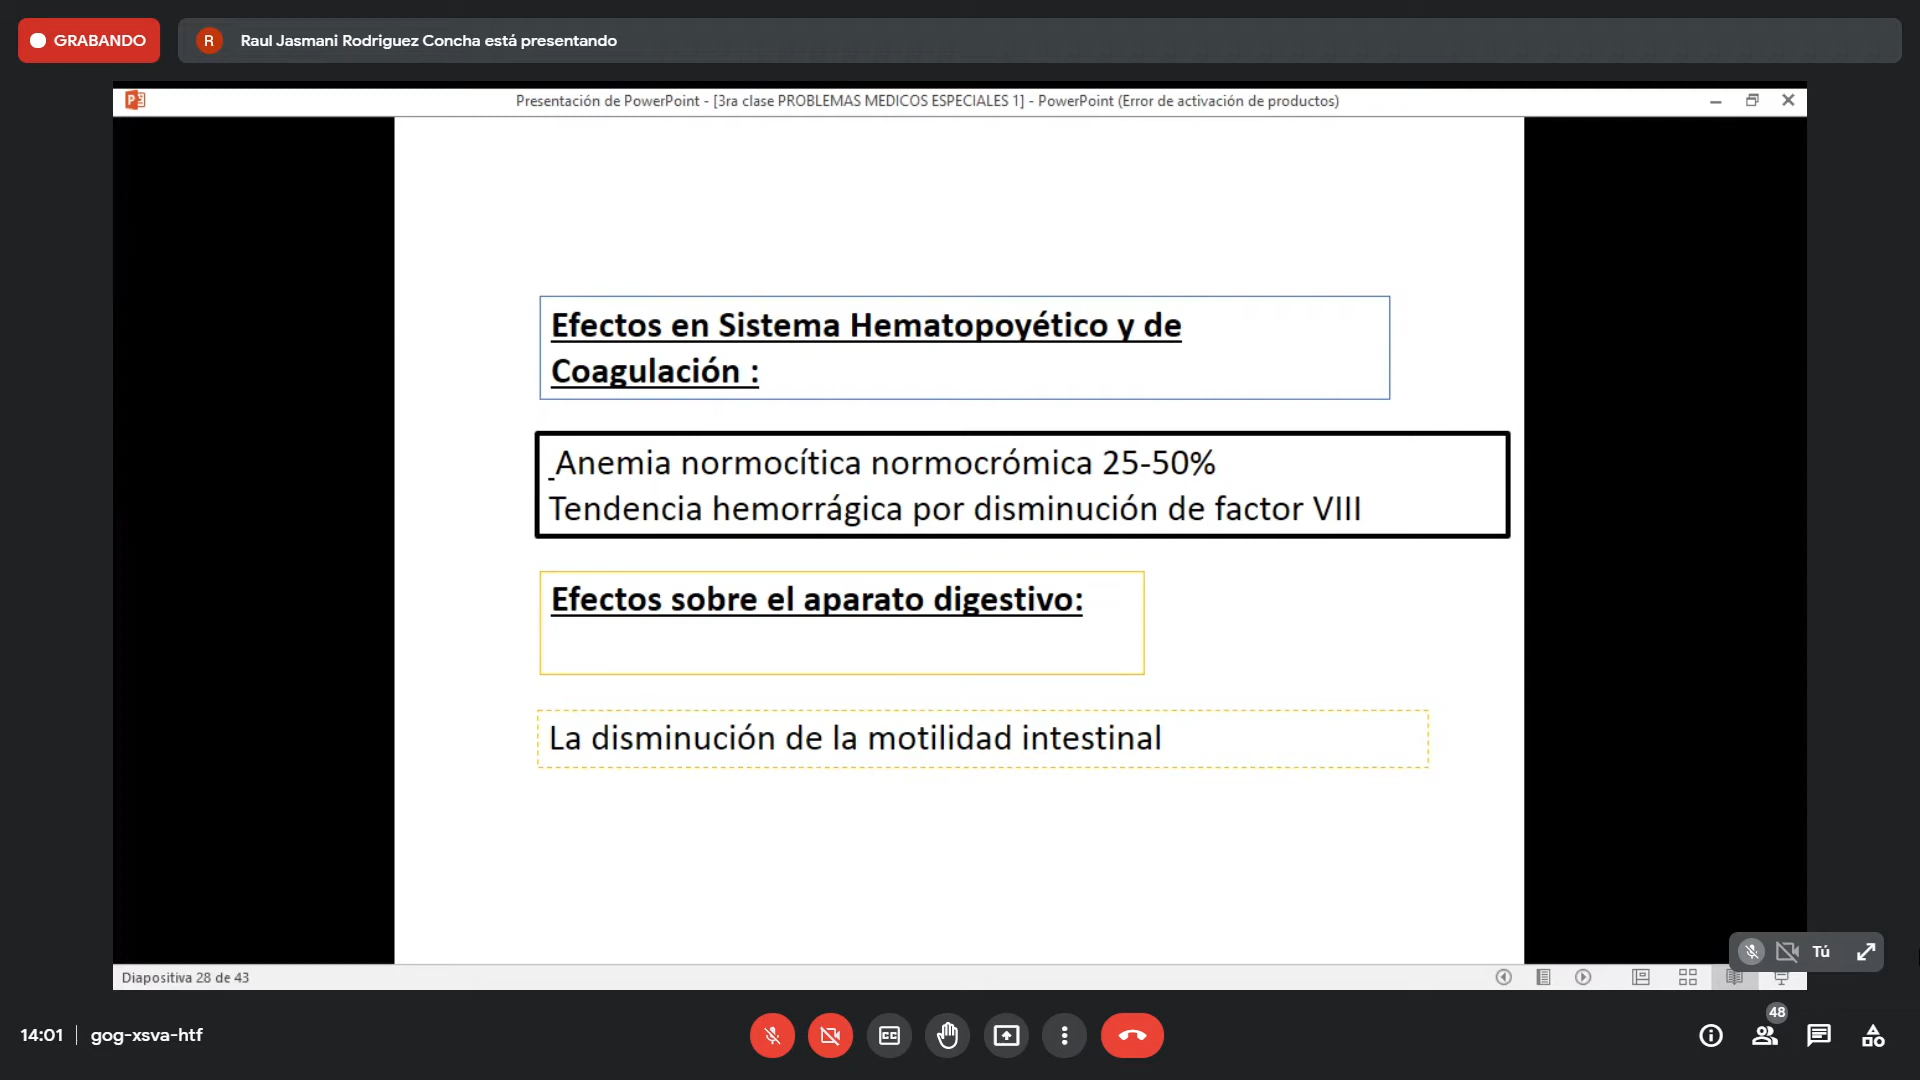 GRABANDO
R
Raul Jasmani Rodriguez Concha está presentando
Presentación de PowerPoint - [3ra clase PROBLEMAS MEDICOS ESPECIALES 1] - PowerPoint (Error de activación de productos)
Efectos en Sistema Hematopoyético y de
Coagulación :
Anemia normocítica normocrómica 25-50%
Tendencia hemorrágica por disminución de factor VIII
Efectos sobre el aparato digestivo:
La disminución de la motilidad intestinal
Tú
Diapositiva 28 de 43
48
14:01 | gog-xsva-htf